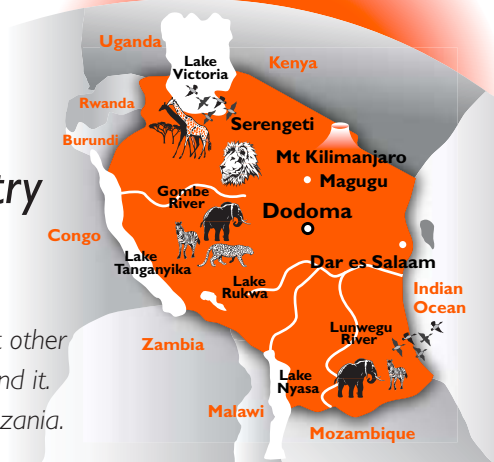 Uganda
Lake
Victoria
Kenya
Rwanda
Serengeti
Burundi
Mt Kilimanjaro
try
Magugu
Gombe
River
Dodoma
Congo
Lake
Tanganyika
Dar es Salaam
Lake
Rukwa
Indian
Ocean
Lunwegu
River
t other
Zambia
nd it.
Lake
Nyasa
zania.
Malawi
Mozambique